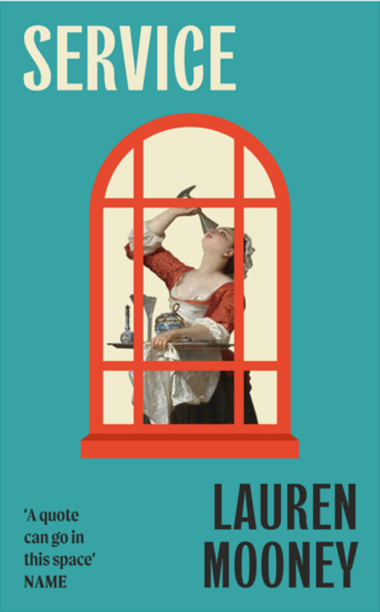 SERVICE
'A quote
can go in
this space'
NAME
LAUREN
MOONEY